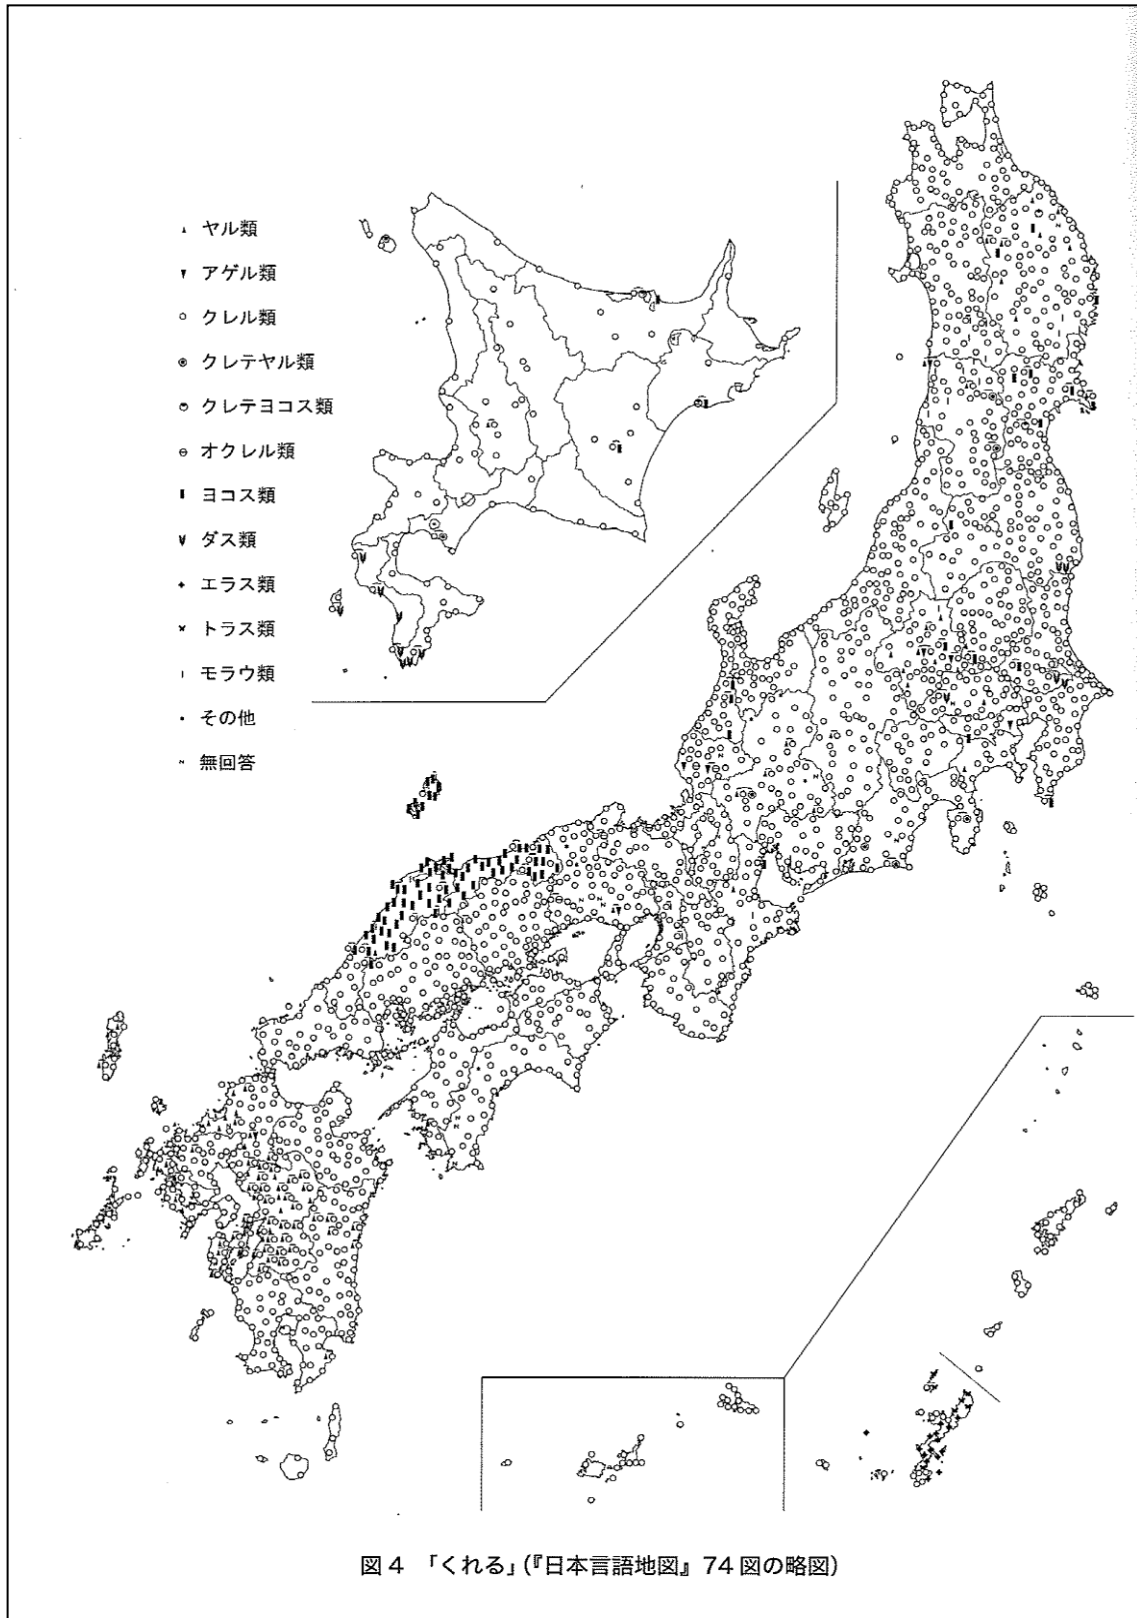 ヤル類
アゲル類
クレル類
クレテヤル類
クレテヨコス類
オクレル類
ヨコス類
ダス類
エラス類
トラス類
モラウ類
その他
無回答
図4 「くれる」(『日本言語地図』74図の略図)